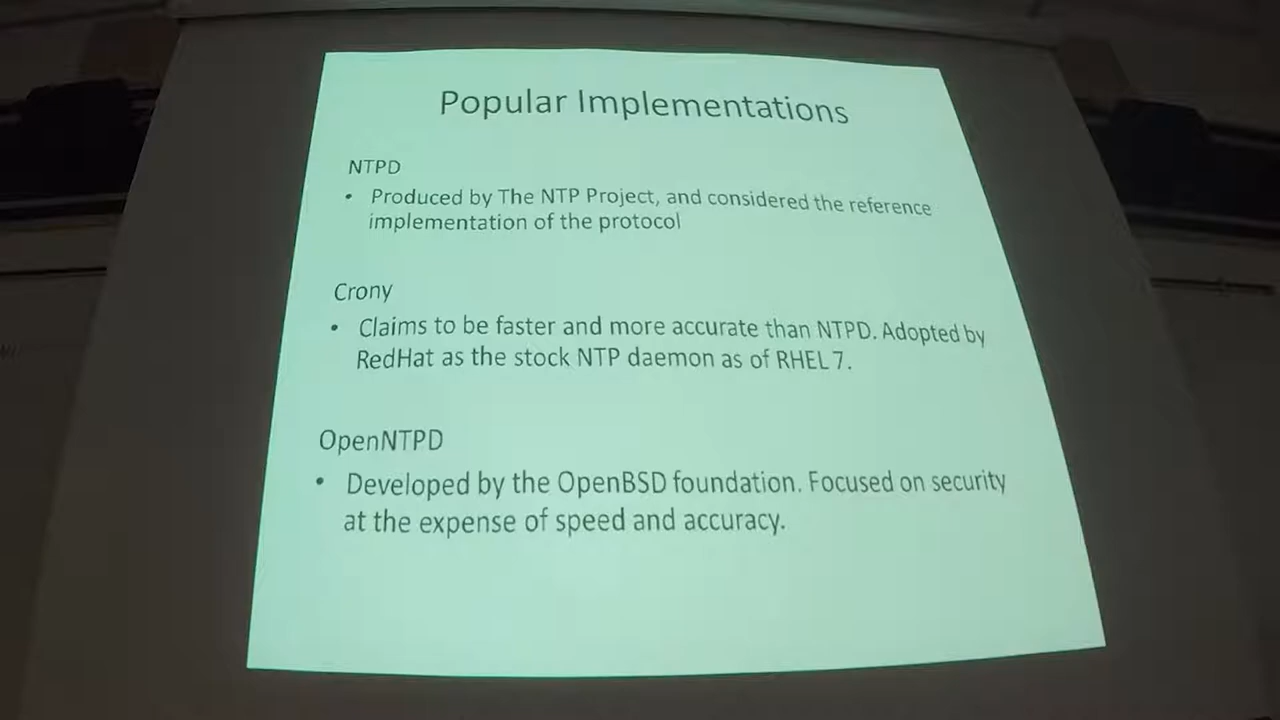 Popular Implementations
NTPD
• Produced by The NTP Project, and considered the reference
implementation of the protocol
Crony
• Claims to be faster and more accurate than NTPD. Adopted by
RedHat as the stock NTP daemon as of RHEL 7.
OpenNTPD
• Developed by the OpenBSD foundation. Focused on security
at the expense of speed and accuracy.